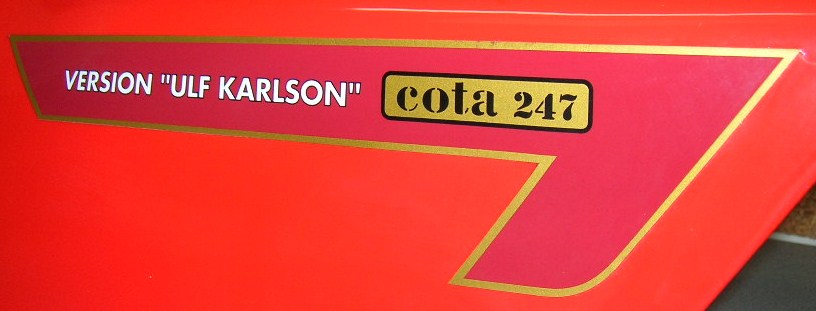 VERSION "ULF KARLSON" cota 247